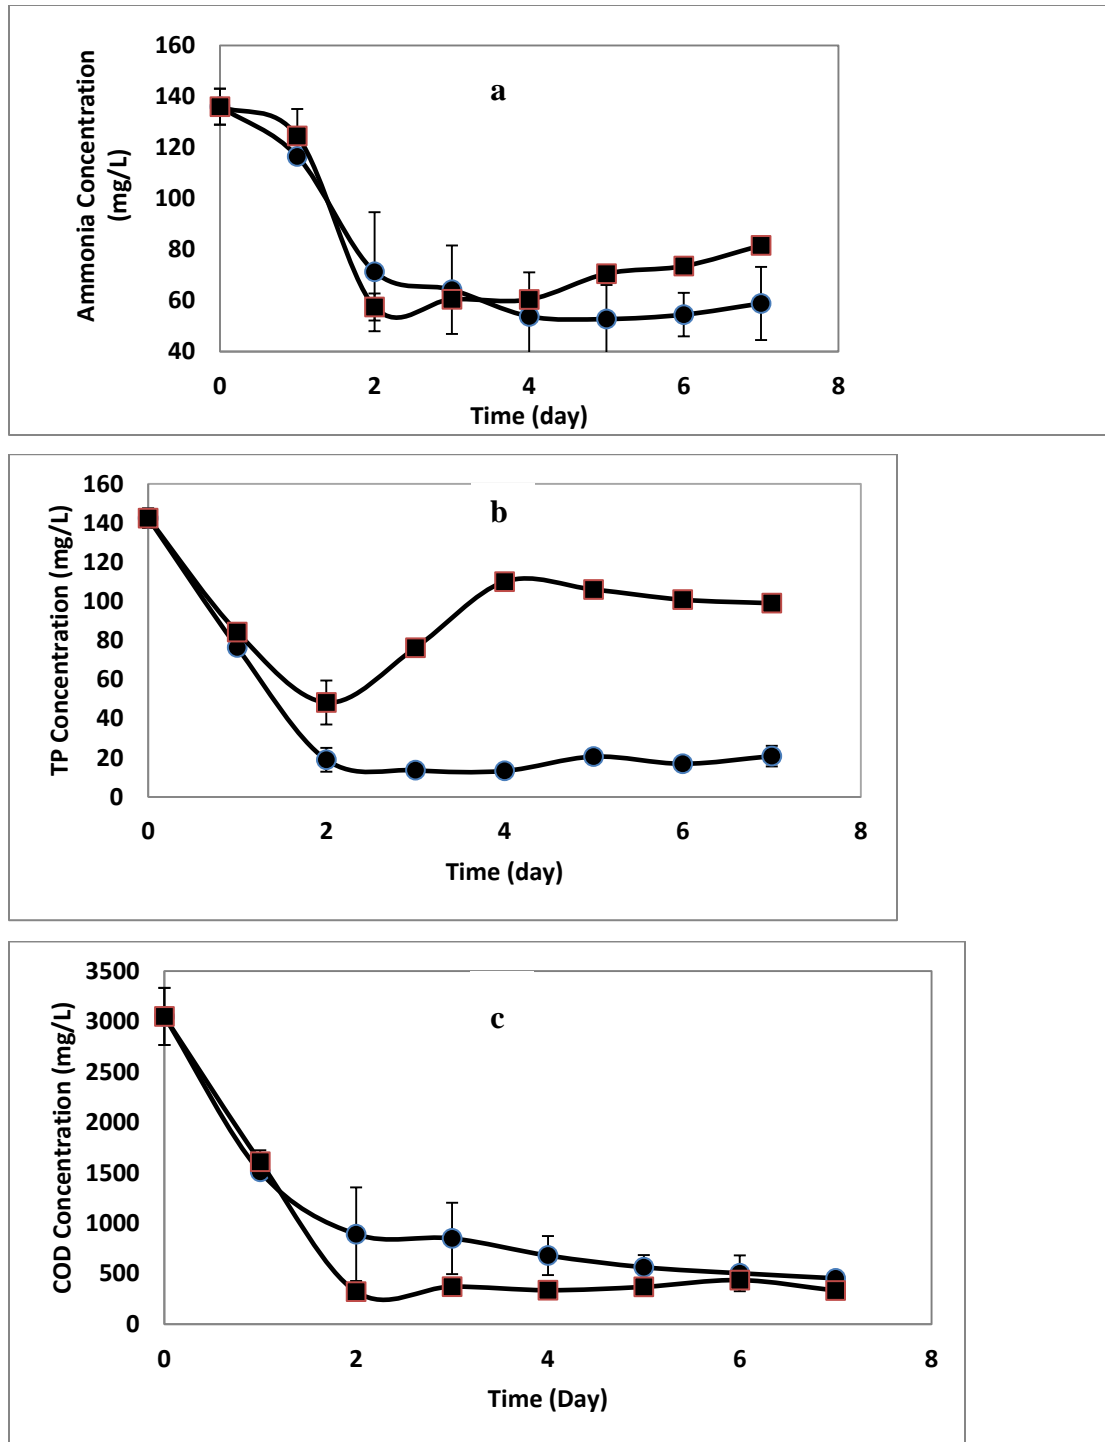 a
Ammonia Concentration
(mg/L)
160
140
120
100
80
60
40
0 2 4 6 8
Time (day)
b
TP Concentration (mg/L)
160
140
120
100
80
60
40
20
0
0 2 4 6 8
Time (day)
c
COD Concentration (mg/L)
3500
3000
2500
2000
1500
1000
500
0
0 2 4 6 8
Time (Day)